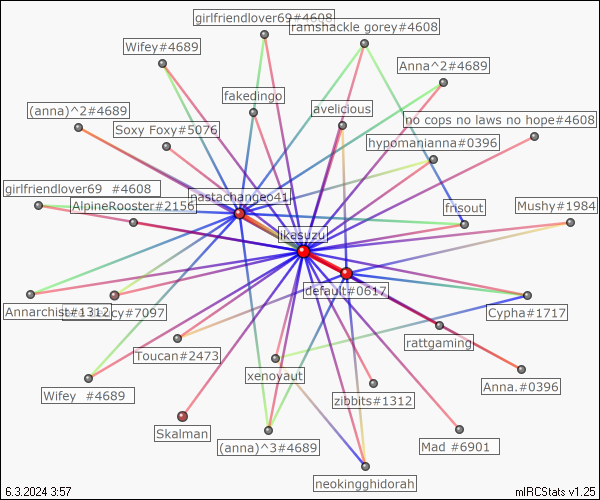 girlfriendlover69#4608
ramshackle gorey#4608
Wifey#4689
Anna^2#4689
fakedingo
avelicious
(anna)^2#4689
no cops no laws no hope#4608
Soxy Foxy#5076
hypomanianna#0396
girlfriendlover69 #4608
nastachangeo41
AlpineRooster#2156
frisout
Mushy#1984
likesuzu
default#0617
Annarchist#1312
cy#7097
Cypha#1717
rattgaming
Toucan#2473
xenoyaut
Anna.#0396
Wifey #4689
zibbits#1312
Skalman
(anna)^3#4689
Mad #6901
neokingghidorah
6.3.2024 3:57
mIRCStats v1.25